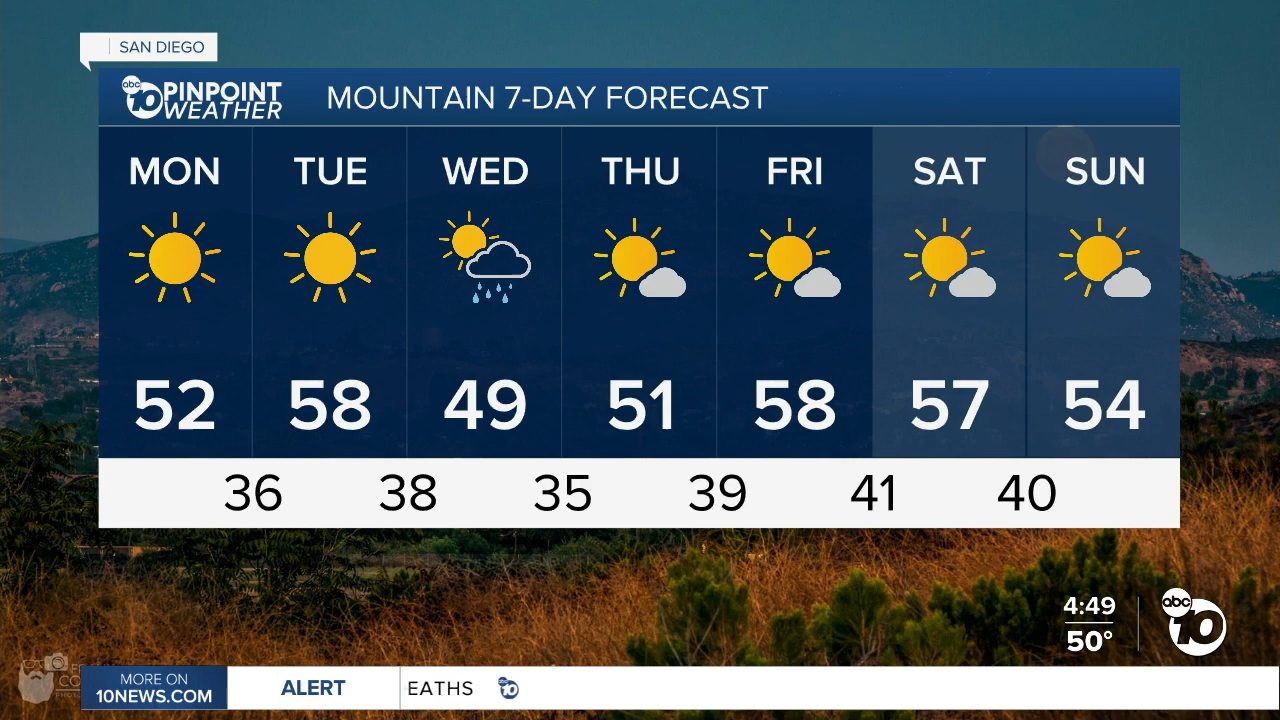 SAN DIEGO
abc 10 PINPOINT WEATHER
MOUNTAIN 7-DAY FORECAST
MON TUE WED THU FRI SAT SUN
52 58 49 51 58 57 54
36 38 35 39 41 40
4:49
50°
abc 10
MORE ON
10NEWS.COM
ALERT
EATHS
abc 10